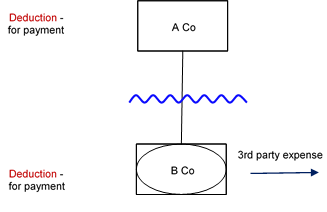 Deduction -
for payment
A Co
3rd party expense
Deduction -
for payment
B Co